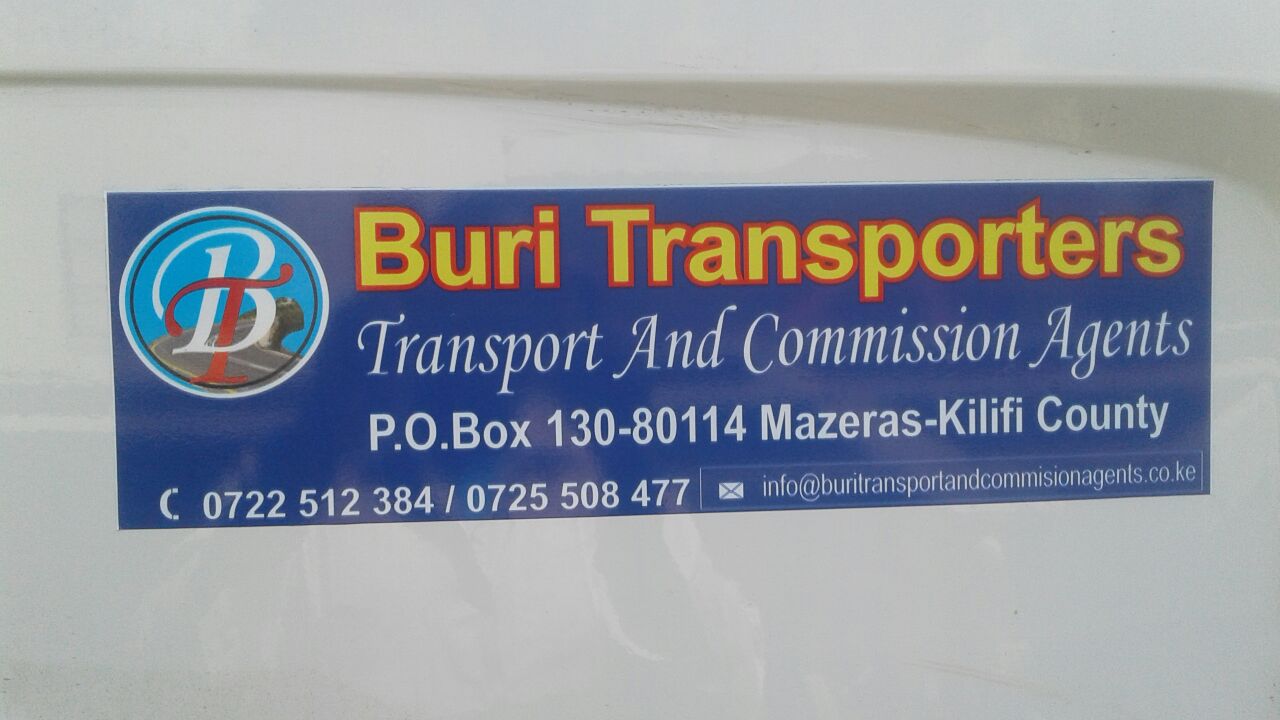 BT
Buri Transporters
Transport And Commission Agents
P.O.Box 130-80114 Mazeras-Kilifi County
0722 512 384 / 0725 508 477
info@buritransportandcommisionagents.co.ke